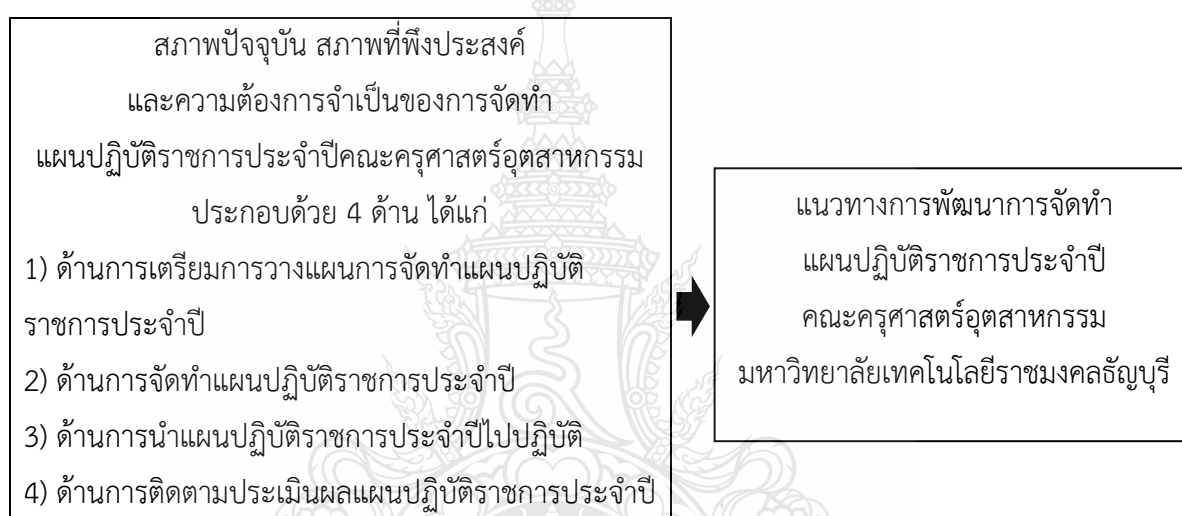 สภาพปัจจุบัน สภาพที่พึงประสงค์
และความต้องการจำเป็นของการจัดทำ
แผนปฏิบัติราชการประจำปีคณะครุศาสตร์อุตสาหกรรม
ประกอบด้วย 4 ด้าน ได้แก่
1) ด้านการเตรียมการวางแผนการจัดทำแผนปฏิบัติ
ราชการประจำปี
2) ด้านการจัดทำแผนปฏิบัติราชการประจำปี
3) ด้านการนำแผนปฏิบัติราชการประจำปีไปปฏิบัติ
4) ด้านการติดตามประเมินผลแผนปฏิบัติราชการประจำปี
แนวทางการพัฒนาการจัดทำ
แผนปฏิบัติราชการประจำปี
คณะครุศาสตร์อุตสาหกรรม
มหาวิทยาลัยเทคโนโลยีราชมงคลธัญบุรี